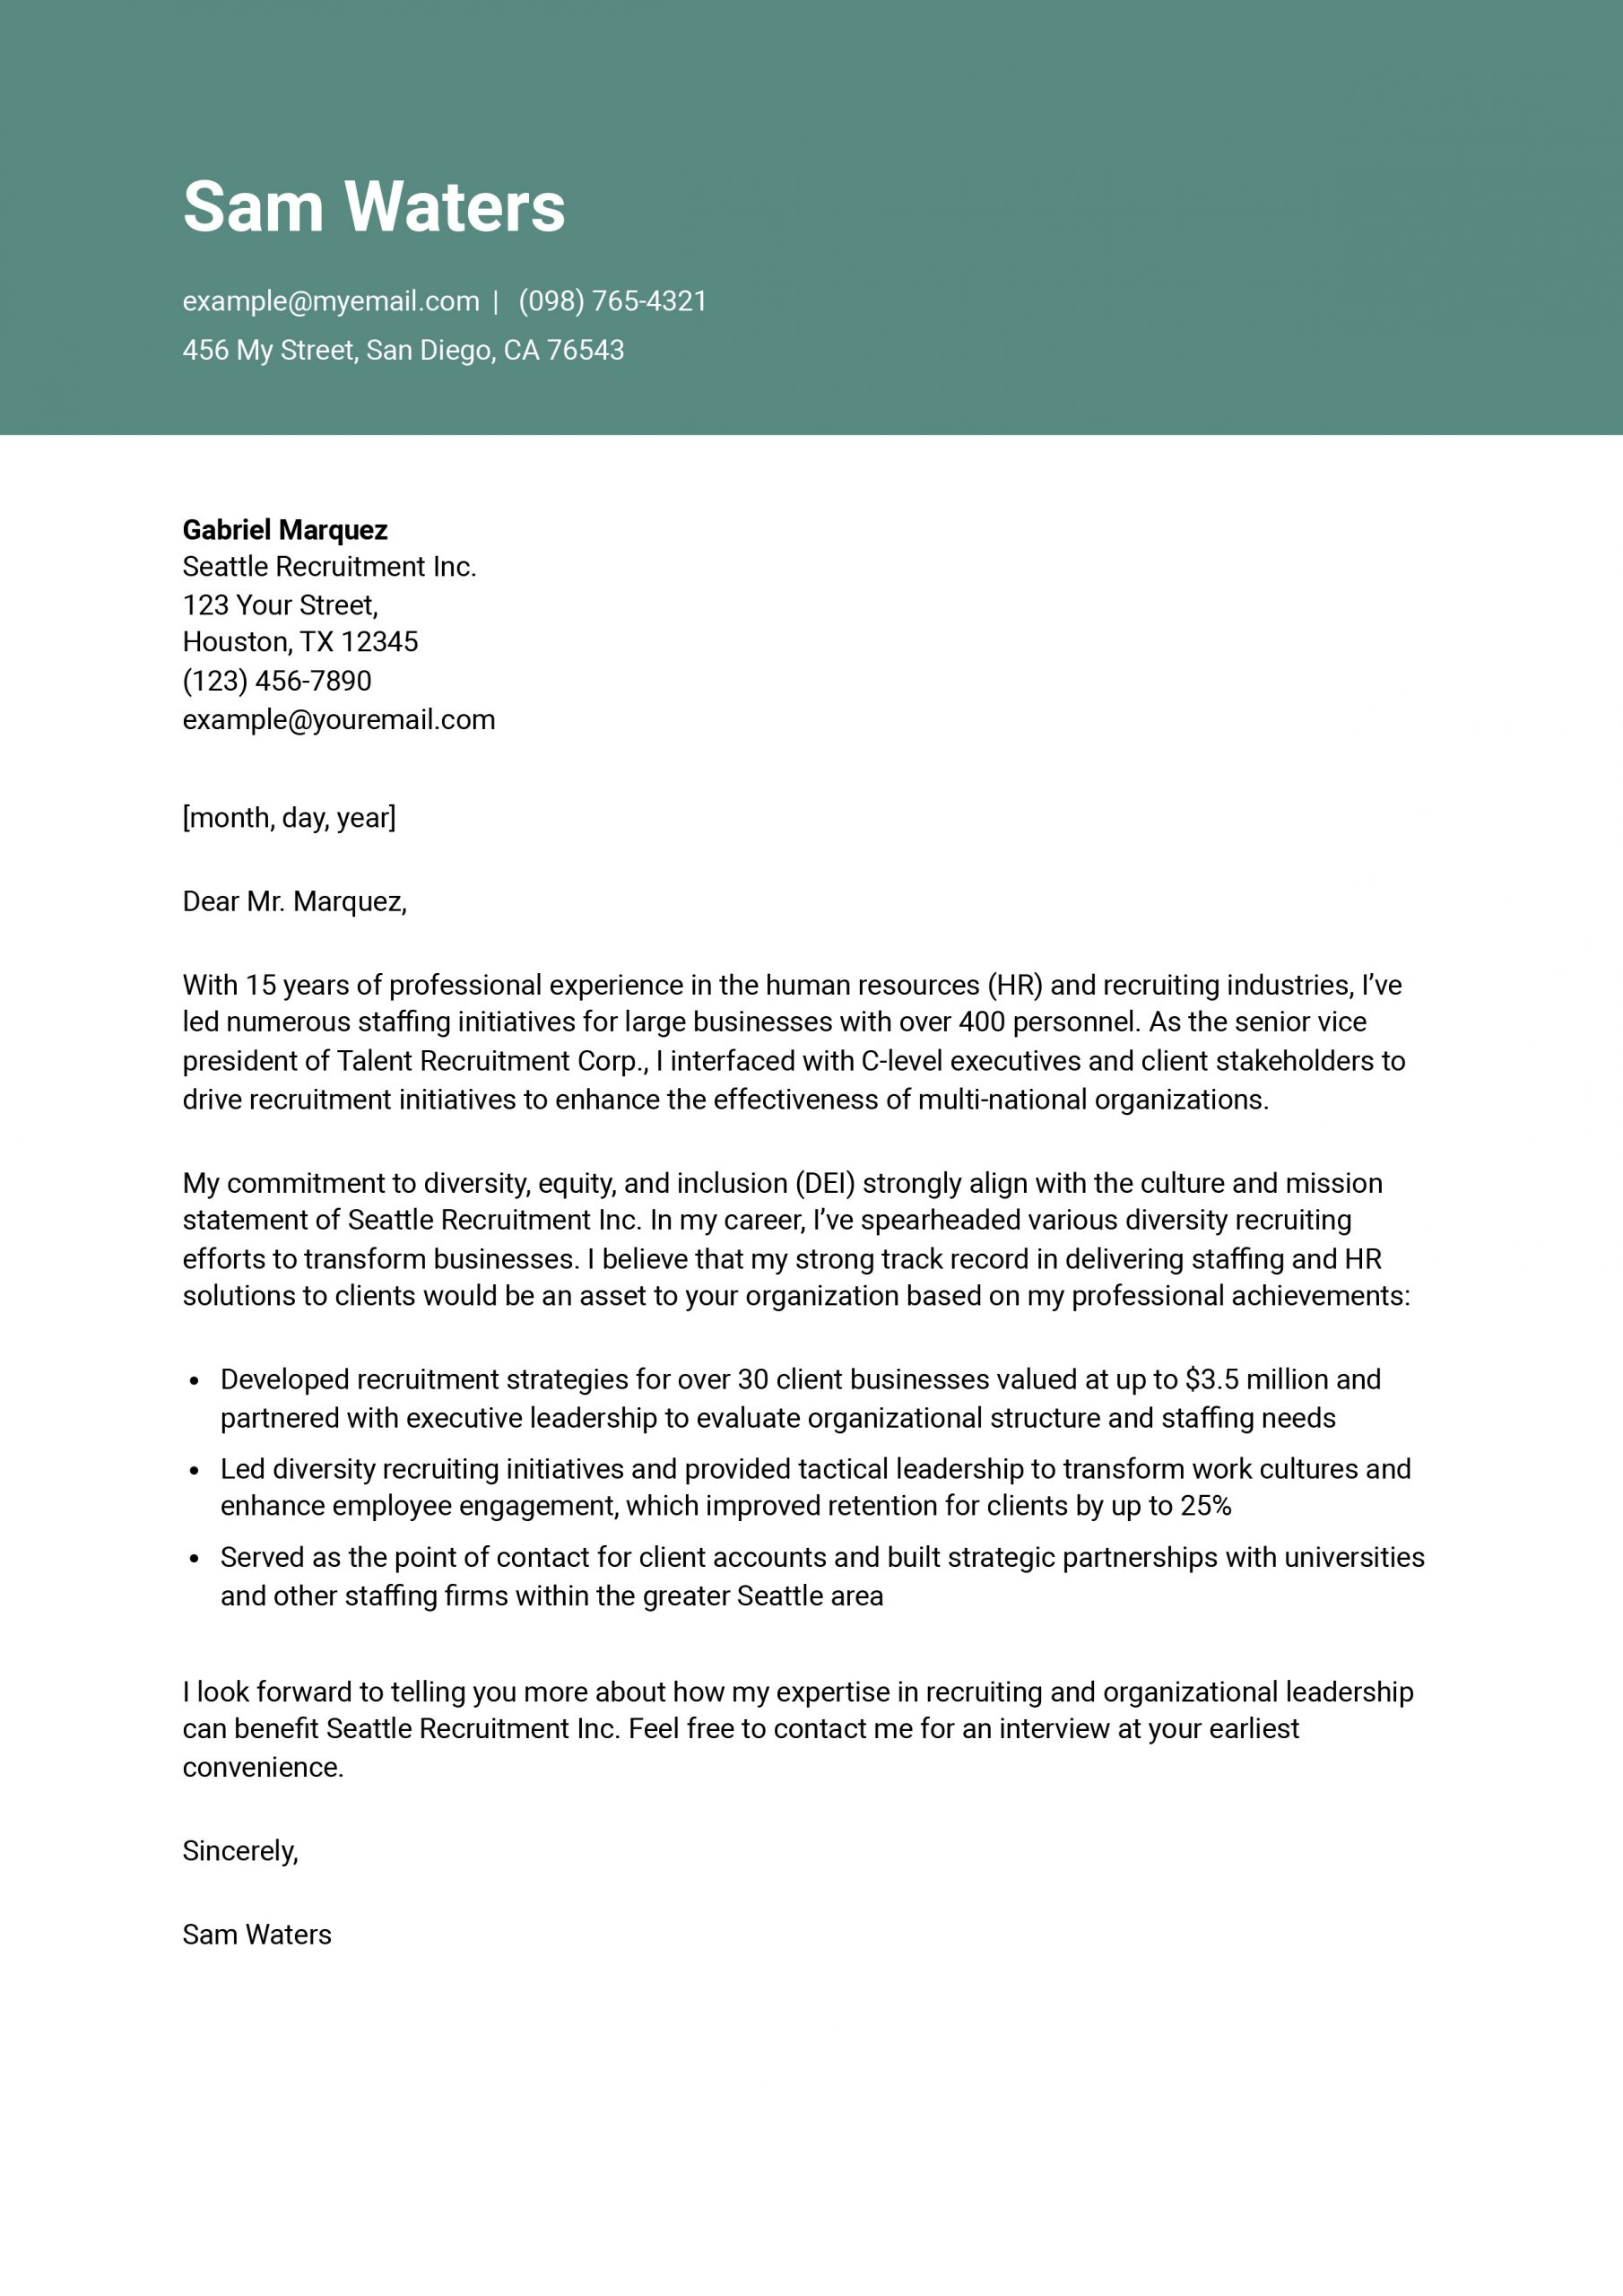 Sam Waters
example@myemail.com | (098) 765-4321
456 My Street, San Diego, CA 76543
Gabriel Marquez
Seattle Recruitment Inc.
123 Your Street,
Houston, TX 12345
(123) 456-7890
example@youremail.com
[month, day, year]
Dear Mr. Marquez,
With 15 years of professional experience in the human resources (HR) and recruiting industries, I’ve
led numerous staffing initiatives for large businesses with over 400 personnel. As the senior vice
president of Talent Recruitment Corp., I interfaced with C-level executives and client stakeholders to
drive recruitment initiatives to enhance the effectiveness of multi-national organizations.
My commitment to diversity, equity, and inclusion (DEI) strongly align with the culture and mission
statement of Seattle Recruitment Inc. In my career, I’ve spearheaded various diversity recruiting
efforts to transform businesses. I believe that my strong track record in delivering staffing and HR
solutions to clients would be an asset to your organization based on my professional achievements:
• Developed recruitment strategies for over 30 client businesses valued at up to $3.5 million and
partnered with executive leadership to evaluate organizational structure and staffing needs
• Led diversity recruiting initiatives and provided tactical leadership to transform work cultures and
enhance employee engagement, which improved retention for clients by up to 25%
• Served as the point of contact for client accounts and built strategic partnerships with universities
and other staffing firms within the greater Seattle area
I look forward to telling you more about how my expertise in recruiting and organizational leadership
can benefit Seattle Recruitment Inc. Feel free to contact me for an interview at your earliest
convenience.
Sincerely,
Sam Waters